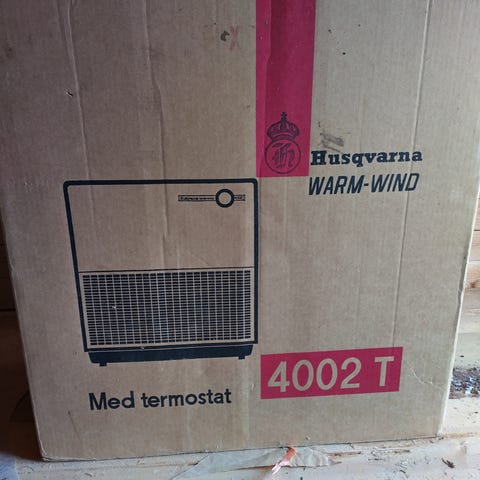 Husqvarna
WARM-WIND
Med termostat
4002 T